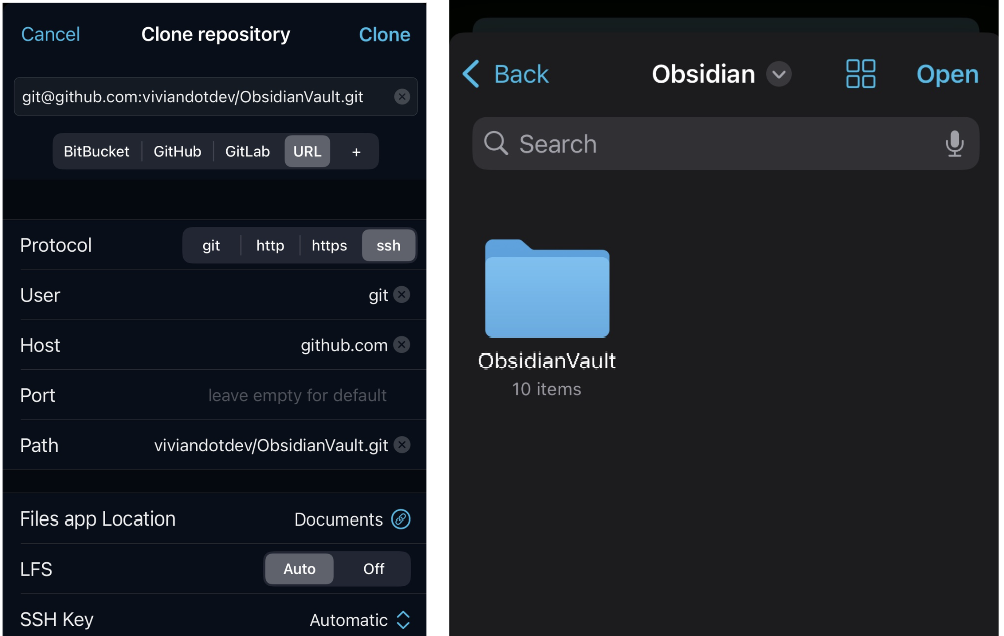 Cancel Clone repository Clone
git@github.com:viviandotdev/ObsidianVault.git
BitBucket GitHub GitLab URL +
Protocol git http https ssh
User git
Host github.com
Port leave empty for default
Path viviandotdev/ObsidianVault.git
Files app Location Documents
LFS Auto Off
SSH Key Automatic
Back Obsidian Open
Search
ObsidianVault
10 items